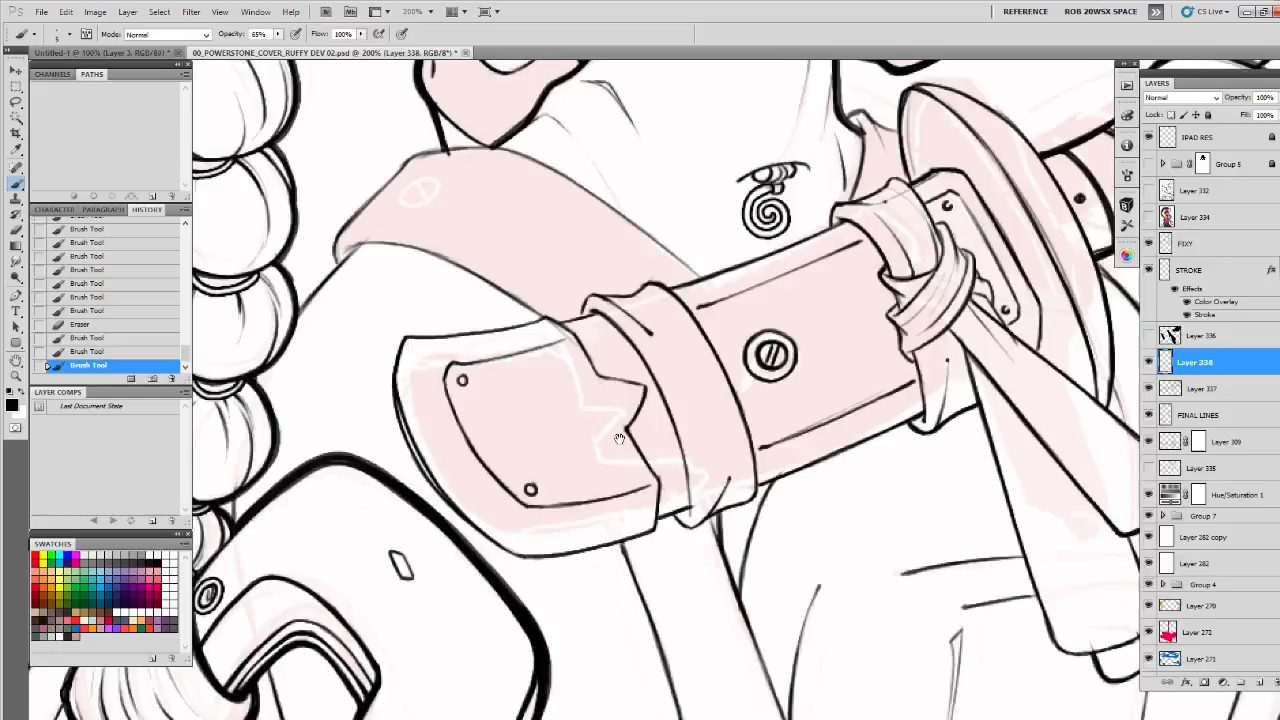 Ps File Edit Image Layer Select Filter View Window Help Br Mb 200% REFERENCE ROB 20WSX SPACE CS Live
Mode: Normal Opacity: 65% Flow: 100%
Untitled-1 @ 100% (Layer 3, RGB/8#) * 00_POWERSTONE_COVER_RUFFY DEV 02.psd @ 200% (Layer 338, RGB/8*) *
CHANNELS PATHS
CHARACTER PARAGRAPH HISTORY
Brush Tool
Brush Tool
Brush Tool
Brush Tool
Brush Tool
Brush Tool
Brush Tool
Eraser
Brush Tool
Brush Tool
Brush Tool
LAYER COMPS
Last Document State
SWATCHES
LAYERS
Normal Opacity: 100%
Lock: Fill: 100%
IPAD RES
Group 5
Layer 332
Layer 334
FIXY
STROKE fx
Effects
Color Overlay
Stroke
Layer 336
Layer 338
Layer 337
FINAL LINES
Layer 309
Layer 335
Hue/Saturation 1
Group 7
Layer 282 copy
Layer 282
Group 4
Layer 270
Layer 272
Layer 271